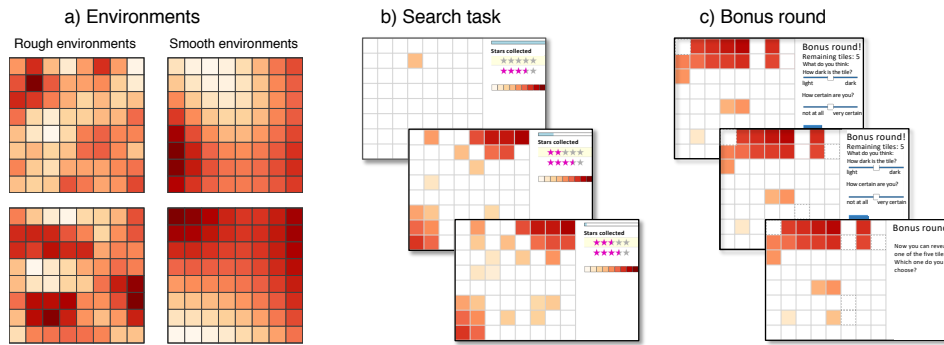 a) Environments
Rough environments
Smooth environments
b) Search task
Stars collected
Stars collected
Stars collected
c) Bonus round
Bonus round!
Remaining tiles: 5
What do you think:
How dark is the tile?
light dark
How certain are you?
not at all very certain
Bonus round!
Remaining tiles: 5
What do you think:
How dark is the tile?
light dark
How certain are you?
not at all very certain
Bonus round
Now you can revea
one of the five tile
Which one do you
choose?